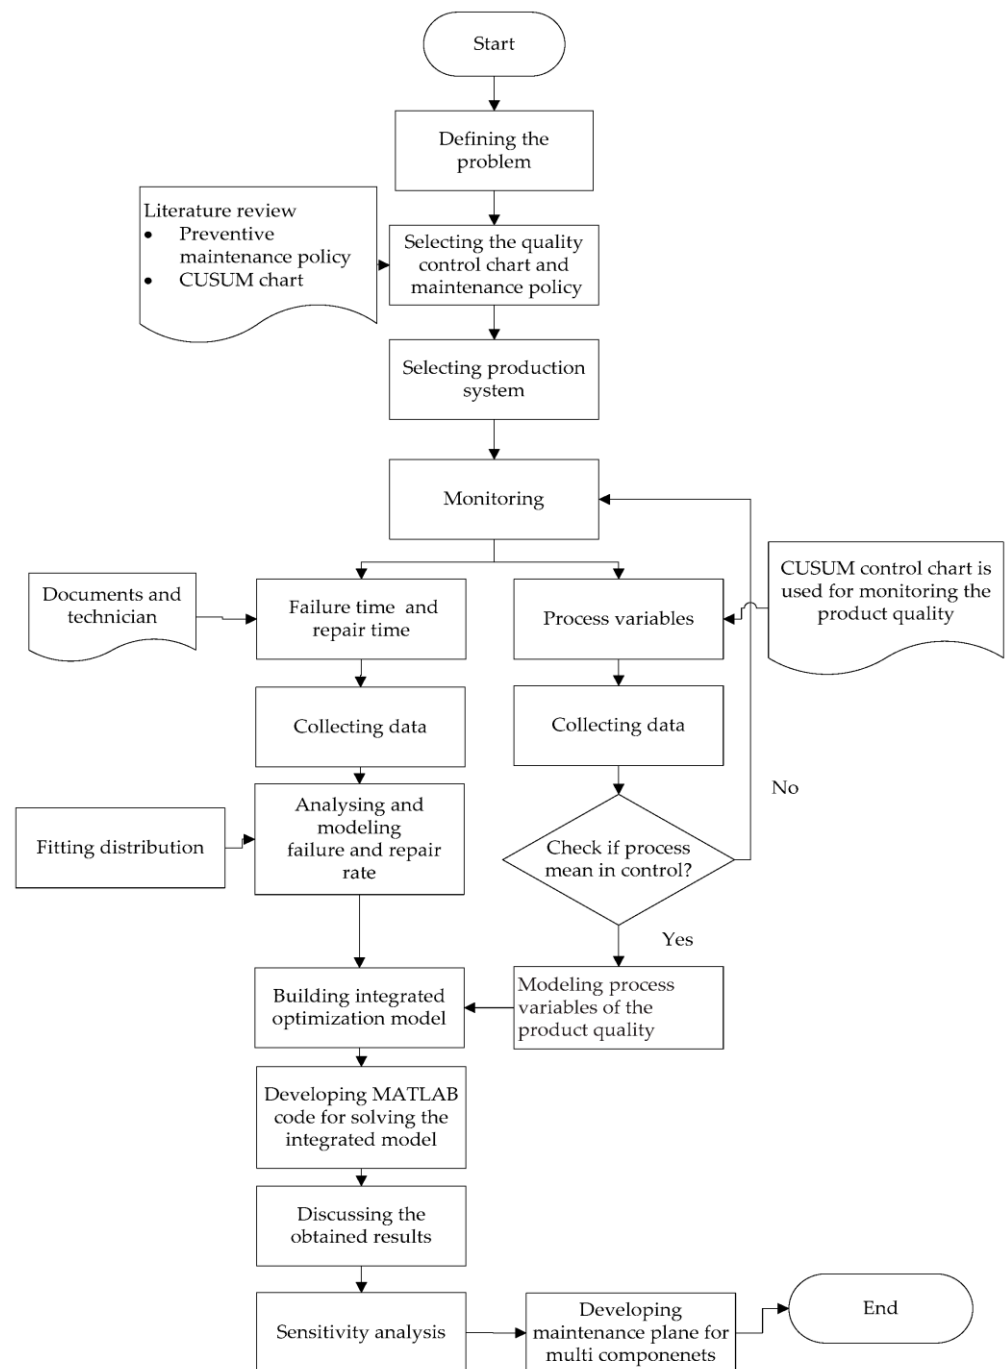 Start
Defining the
problem
Literature review
• Preventive
maintenance policy
• CUSUM chart
Selecting the quality
control chart and
maintenance policy
Selecting production
system
Monitoring
Documents and
technician
Failure time and
repair time
Process variables
CUSUM control chart is
used for monitoring the
product quality
Collecting data
Collecting data
No
Fitting distribution
Analysing and
modeling
failure and repair
rate
Check if process
mean in control?
Yes
Building integrated
optimization model
Modeling process
variables of the
product quality
Developing MATLAB
code for solving the
integrated model
Discussing the
obtained results
Sensitivity analysis
Developing
maintenance plane for
multi componenets
End